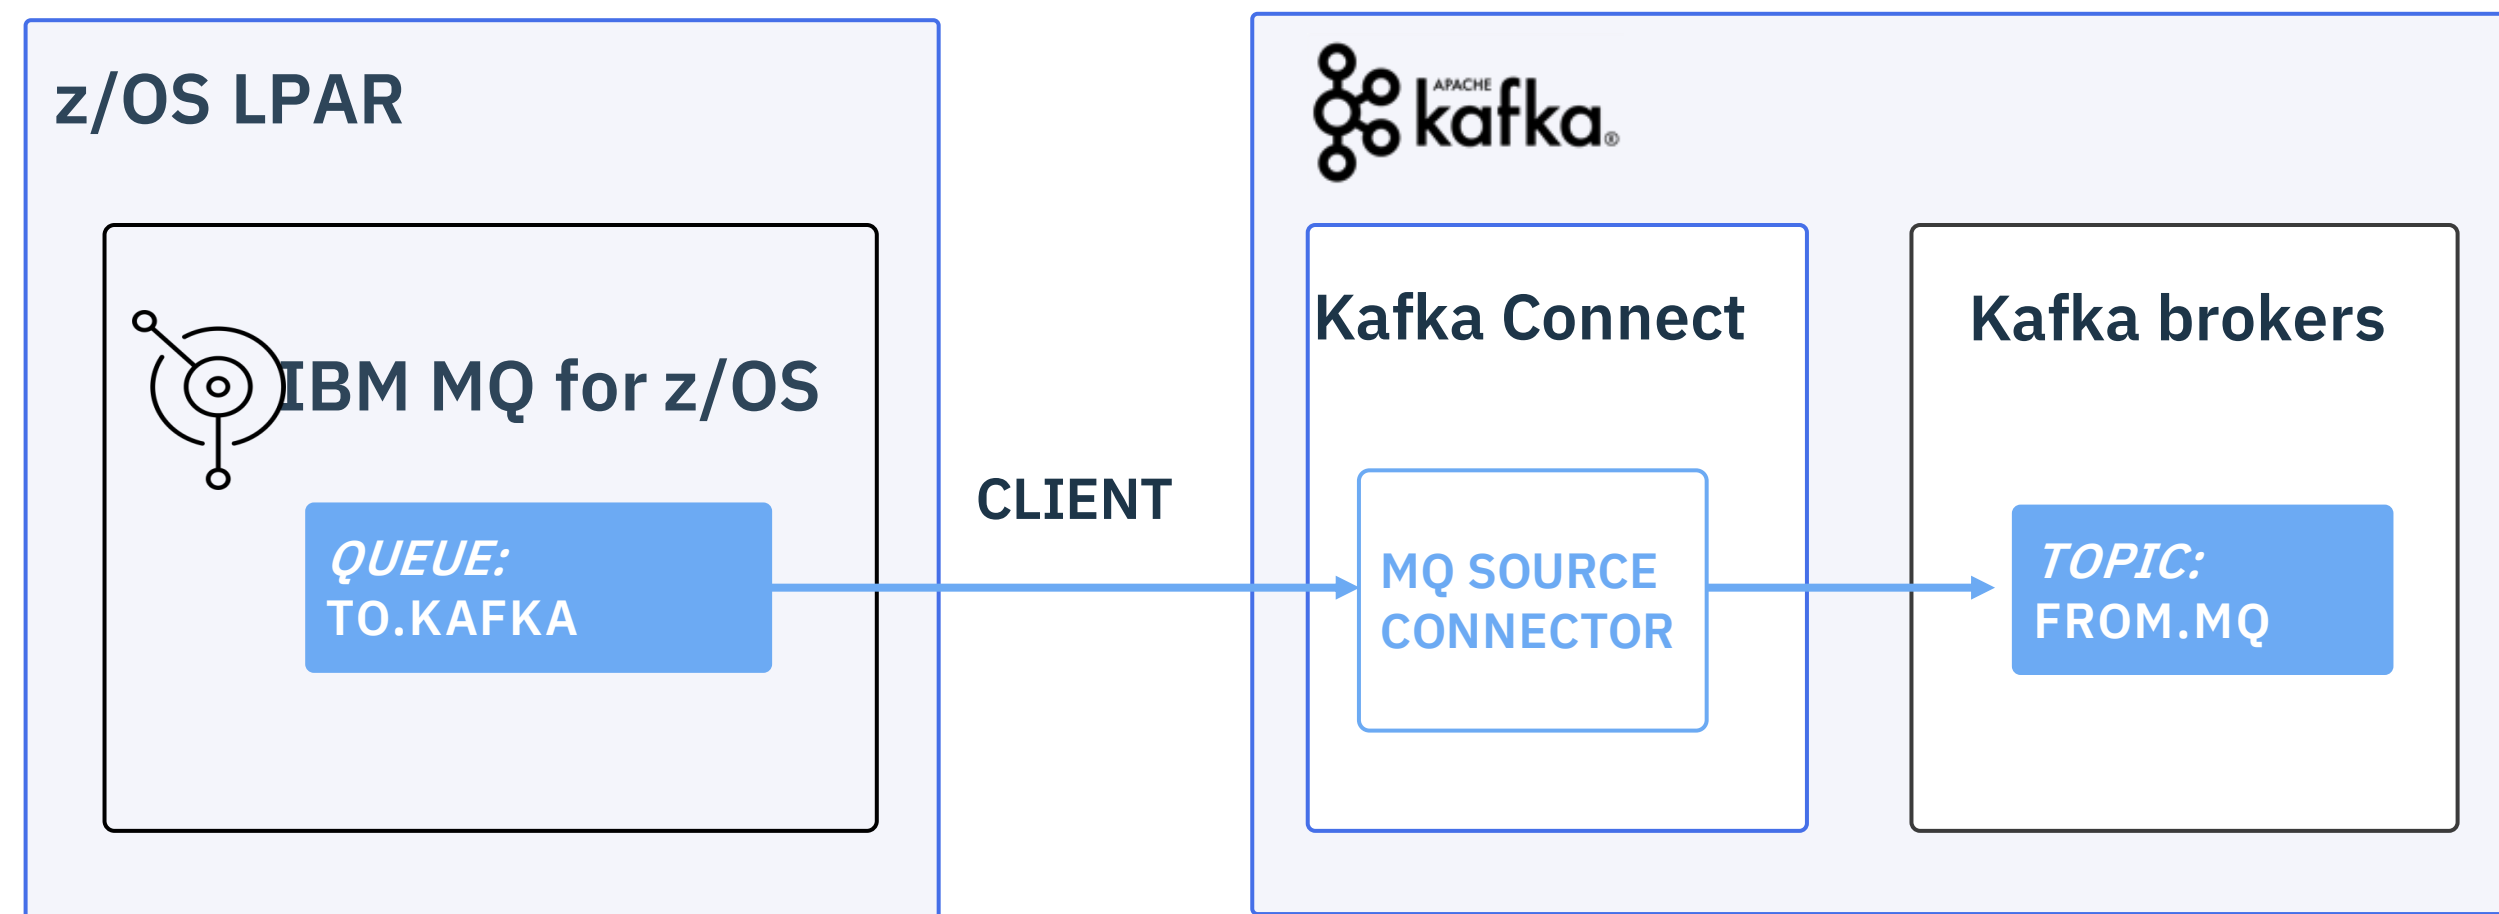 z/OS LPAR
IBM MQ for z/OS
QUEUE:
TO.KAFKA
CLIENT
APACHE
kafka®
Kafka Connect
MQ SOURCE
CONNECTOR
Kafka brokers
TOPIC:
FROM.MQ